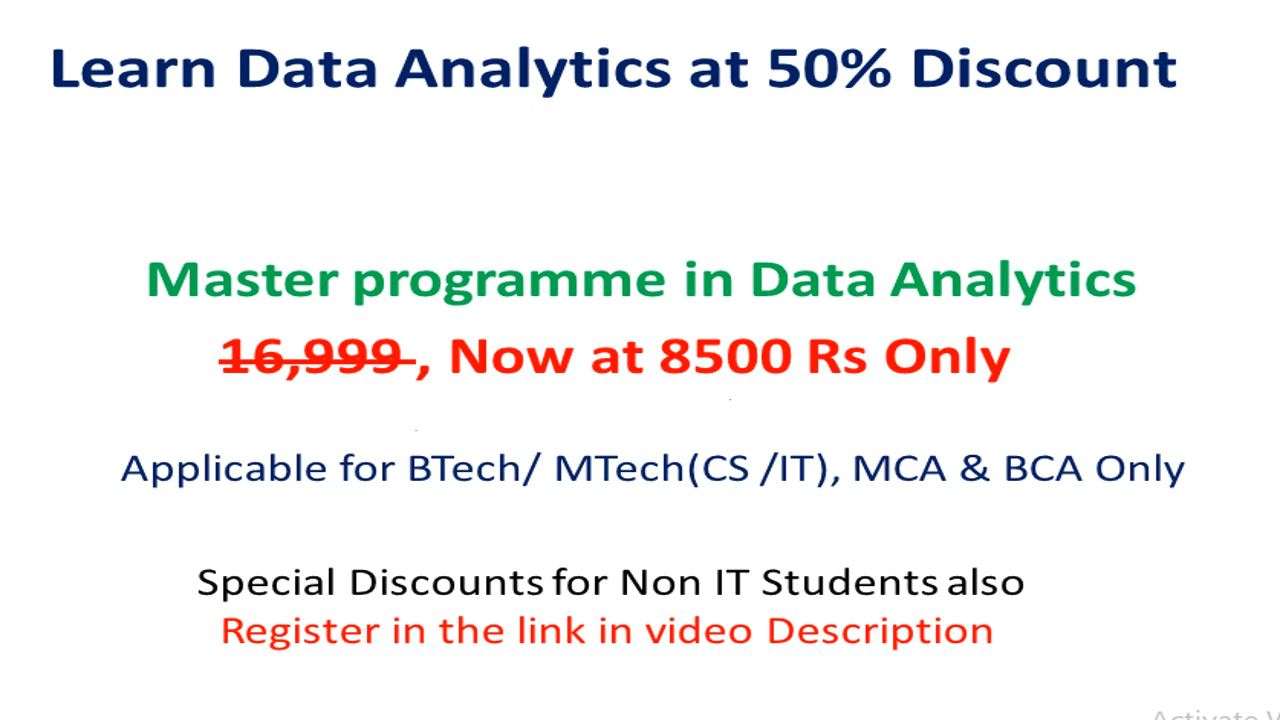 Learn Data Analytics at 50% Discount
Master programme in Data Analytics
16,999 , Now at 8500 Rs Only
Applicable for BTech/ MTech(CS /IT), MCA & BCA Only
Special Discounts for Non IT Students also
Register in the link in video Description